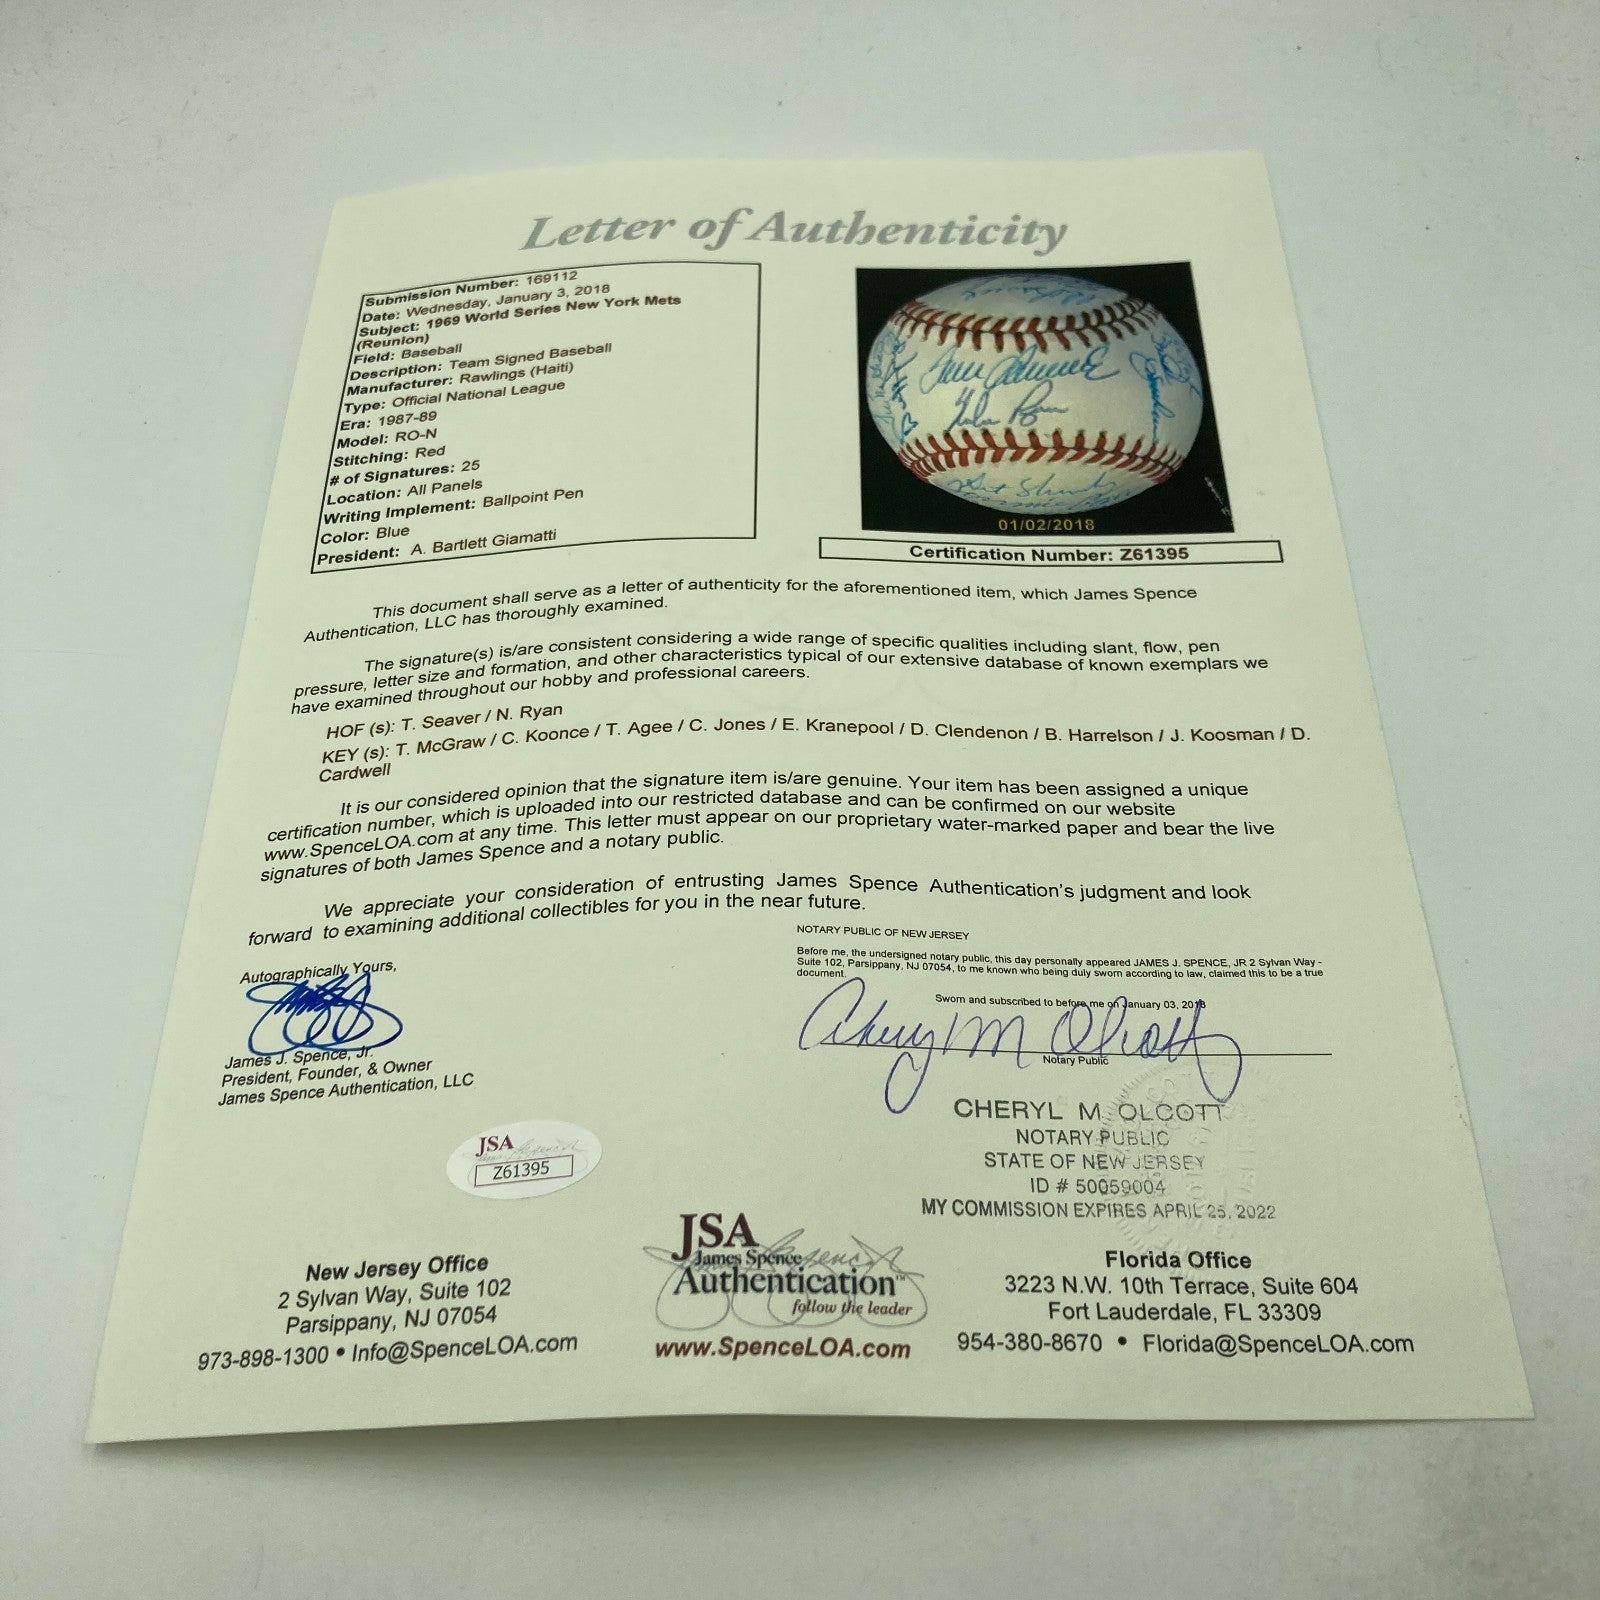 Letter of Authenticity
Submission Number: 169112
Date: Wednesday, January 3, 2018
Subject: 1969 World Series New York Mets
(Reunion)
Field: Baseball
Description: Team Signed Baseball
Manufacturer: Rawlings (Haiti)
Type: Official National League
Era: 1987-89
Model: RO-N
Stitching: Red
# of Signatures: 25
Location: All Panels
Writing Implement: Ballpoint Pen
Color: Blue
President: A. Bartlett Giamatti
Tom Seaver
Nolan Ryan
Art Shamsky
01/02/2018
Certification Number: Z61395
This document shall serve as a letter of authenticity for the aforementioned item, which James Spence
Authentication, LLC has thoroughly examined.
The signature(s) is/are consistent considering a wide range of specific qualities including slant, flow, pen
pressure, letter size and formation, and other characteristics typical of our extensive database of known exemplars we
have examined throughout our hobby and professional careers.
HOF (s): T. Seaver / N. Ryan
KEY (s): T. McGraw / C. Koonce / T. Agee / C. Jones / E. Kranepool / D. Clendenon / B. Harrelson / J. Koosman / D.
Cardwell
It is our considered opinion that the signature item is/are genuine. Your item has been assigned a unique
certification number, which is uploaded into our restricted database and can be confirmed on our website
www.SpenceLOA.com at any time. This letter must appear on our proprietary water-marked paper and bear the live
signatures of both James Spence and a notary public.
We appreciate your consideration of entrusting James Spence Authentication's judgment and look
forward to examining additional collectibles for you in the near future.
NOTARY PUBLIC OF NEW JERSEY
Before me, the undersigned notary public, this day personally appeared JAMES J. SPENCE, JR 2 Sylvan Way -
Suite 102, Parsippany, NJ 07054, to me known who being duly sworn according to law, claimed this to be a true
document.
Sworn and subscribed to before me on January 03, 2018
Cheryl M Olcott
Notary Public
CHERYL M. OLCOTT
NOTARY PUBLIC
STATE OF NEW JERSEY
ID # 50059004
MY COMMISSION EXPIRES APRIL 25, 2022
Autographically Yours,
James J. Spence, Jr.
President, Founder, & Owner
James Spence Authentication, LLC
JSA
Z61395
New Jersey Office
2 Sylvan Way, Suite 102
Parsippany, NJ 07054
973-898-1300 • Info@SpenceLOA.com
JSA
James Spence
Authentication™
follow the leader
www.SpenceLOA.com
Florida Office
3223 N.W. 10th Terrace, Suite 604
Fort Lauderdale, FL 33309
954-380-8670 • Florida@SpenceLOA.com